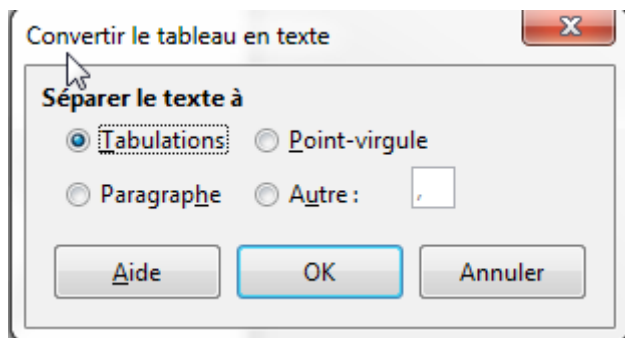 Convertir le tableau en texte
Séparer le texte à
Tabulations Point-virgule
Paragraphe Autre : ,
Aide OK Annuler